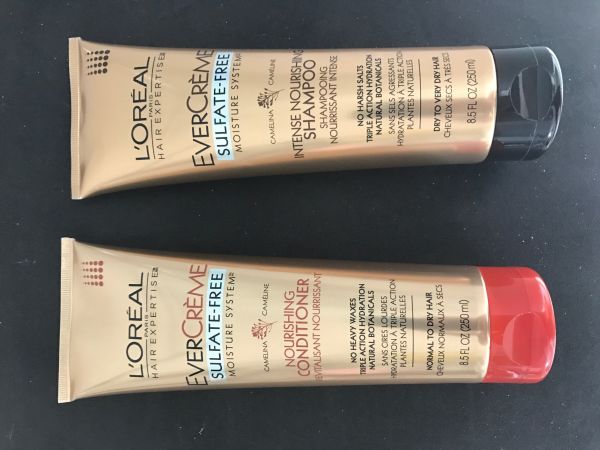 L'ORÉAL
PARIS
HAIR EXPERTISE
EVERCRÈME
SULFATE-FREE
MOISTURE SYSTEM
CAMELINA
CAMÉLINE
INTENSE NOURISHING
SHAMPOO
SHAMPOOING
NOURRISSANT INTENSE
NO HARSH SALTS
TRIPLE ACTION HYDRATION
NATURAL BOTANICALS
SANS SELS AGRESSANTS
HYDRATATION À TRIPLE ACTION
PLANTES NATURELLES
DRY TO VERY DRY HAIR
CHEVEUX SECS À TRÈS SECS
8.5 FL OZ (250 ml)
L'ORÉAL
PARIS
HAIR EXPERTISE
EVERCRÈME
SULFATE-FREE
MOISTURE SYSTEM
CAMELINA
CAMÉLINE
NOURISHING
CONDITIONER
REVITALISANT NOURRISSANT
NO HEAVY WAXES
TRIPLE ACTION HYDRATION
NATURAL BOTANICALS
SANS CIRES LOURDES
HYDRATATION À TRIPLE ACTION
PLANTES NATURELLES
NORMAL TO DRY HAIR
CHEVEUX NORMAUX À SECS
8.5 FL OZ (250 ml)